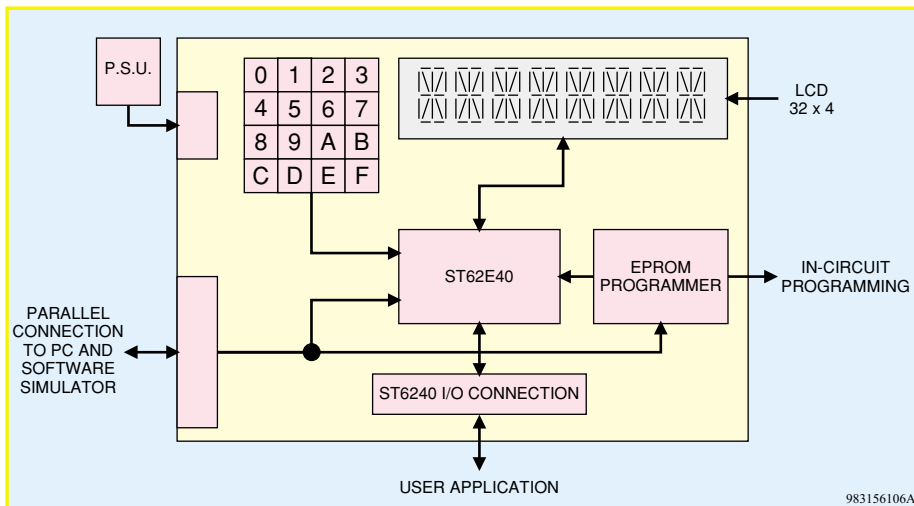 P.S.U.
0 1 2 3
4 5 6 7
8 9 A B
C D E F
LCD
32 x 4
ST62E40
EPROM
PROGRAMMER
IN-CIRCUIT
PROGRAMMING
PARALLEL
CONNECTION
TO PC AND
SOFTWARE
SIMULATOR
ST6240 I/O CONNECTION
USER APPLICATION
983156106A